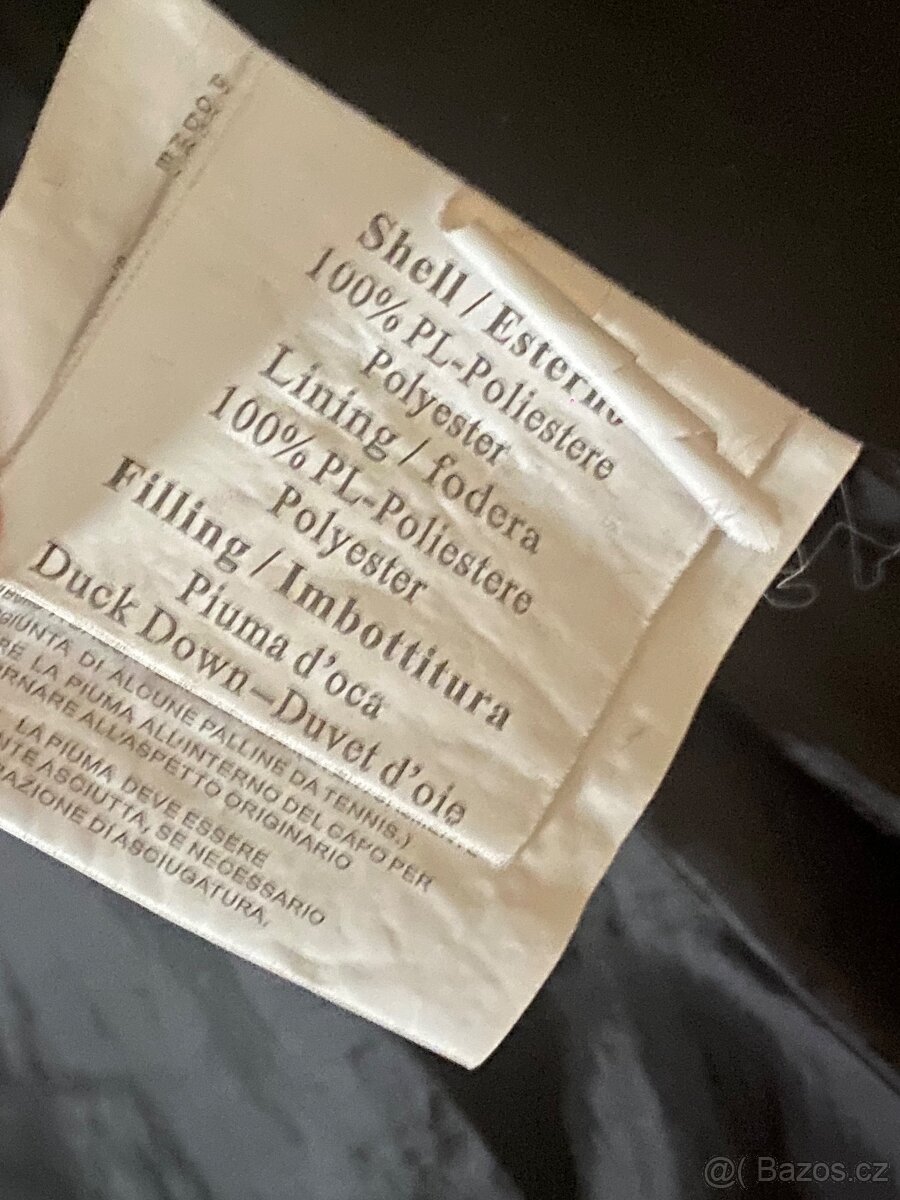 Shell / Esterno
100% PL-Poliestere
Polyester
Lining / fodera
100% PL-Poliestere
Polyester
Filling / Imbottitura
Piuma d'oca
Duck Down—Duvet d'oie
GIUNTA DI ALCUNE PALLINE DA TENNIS.)
RE LA PIUMA ALL'INTERNO DEL CAPO PER
ORNARE ALL'ASPETTO ORIGINARIO
LA PIUMA DEVE ESSERE
NTE ASCIUTTA, SE NECESSARIO
RAZIONE DI ASCIUGATURA.
@( Bazos.cz